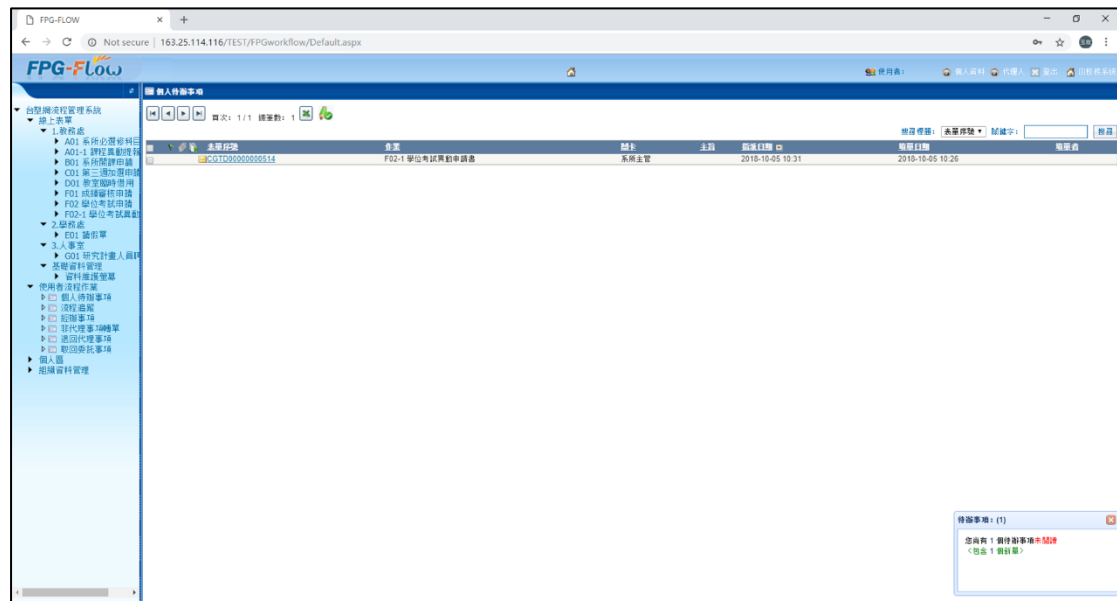 FPG-FLOW
Not secure | 163.25.114.116/TEST/FPGworkflow/Default.aspx
FPG-Flow
使用者:
個人資料 代理人 登出 回校務系統
個人待辦事項
台塑網流程管理系統
線上表單
1.教務處
A01 系所必選修科目
A01-1 課程異動提報
B01 系所開課申請
C01 第三週加選申請
D01 教室臨時借用
F01 成績審核申請
F02 學位考試申請
F02-1 學位考試異動
2.學務處
E01 請假單
3.人事室
G01 研究計畫人員聘
基礎資料管理
資料維護螢幕
使用者流程作業
個人待辦事項
流程追蹤
經辦事項
非代理事項轉單
退回代理事項
取回委託事項
個人區
組織資料管理
頁次: 1/1 總筆數: 1
搜尋標題: 表單序號 關鍵字: 搜尋
表單序號 作業 關卡 主旨 指派日期 填單日期 填單者
CGTD00000000514 F02-1 學位考試異動申請書 系所主管 2018-10-05 10:31 2018-10-05 10:26
待辦事項: (1)
您尚有 1 個待辦事項未閱讀
<包含 1 個新單>